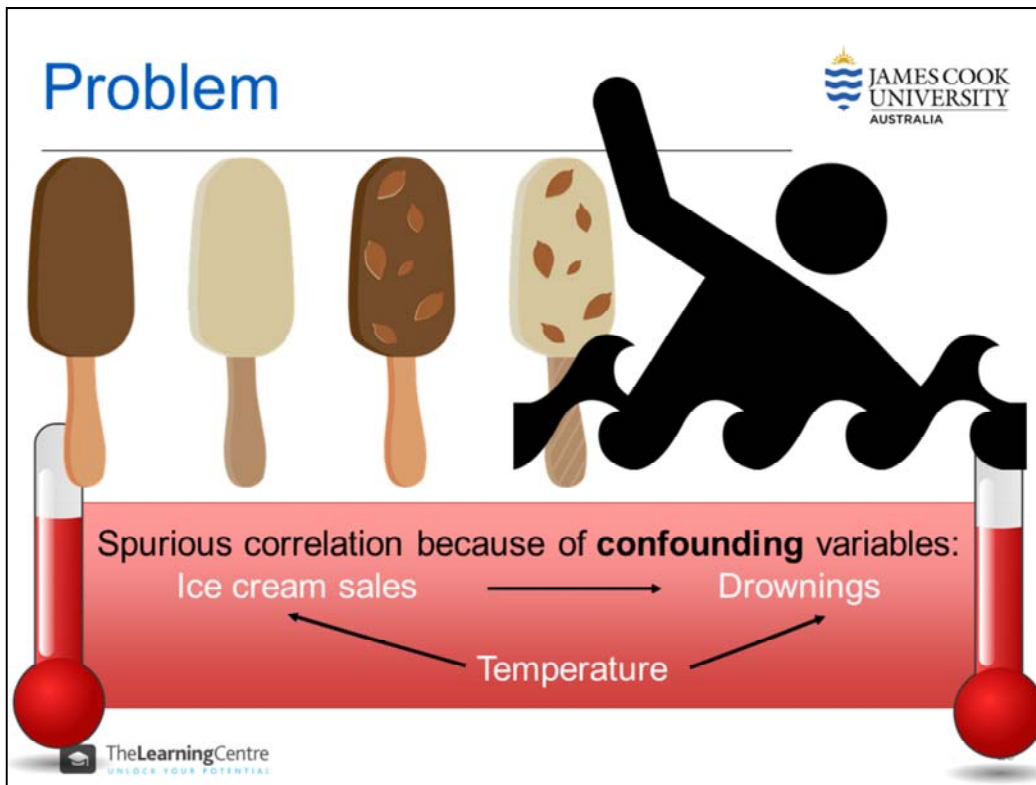 Problem
JAMES COOK
UNIVERSITY
AUSTRALIA
Spurious correlation because of confounding variables:
Ice cream sales
Drownings
Temperature
TheLearningCentre
UNLOCK YOUR POTENTIAL